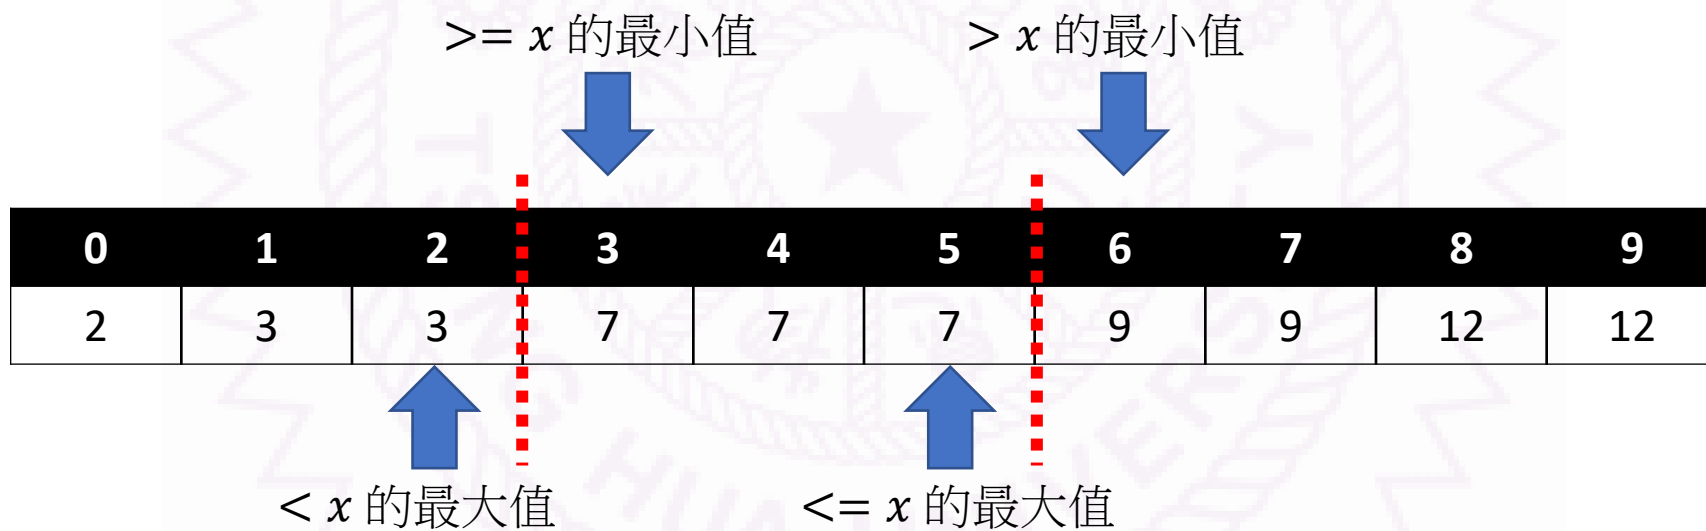 >= x 的最小值 > x 的最小值
0 1 2 3 4 5 6 7 8 9
2 3 3 7 7 7 9 9 12 12
< x 的最大值 <= x 的最大值